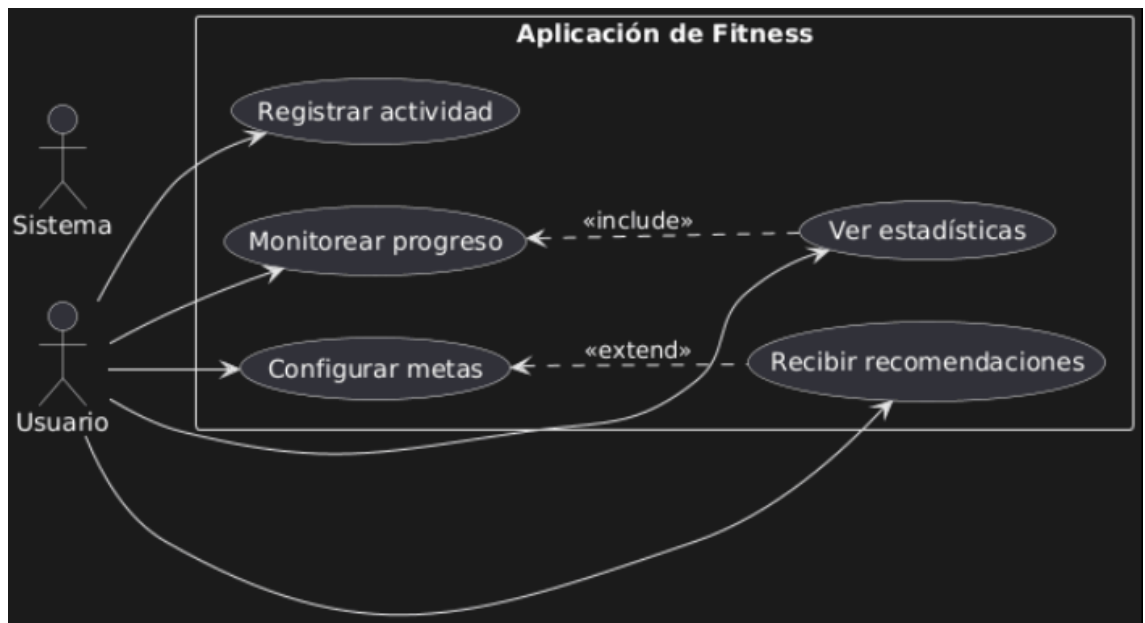 Aplicación de Fitness
Registrar actividad
Sistema
Monitorear progreso
«include»
Ver estadísticas
Configurar metas
«extend»
Recibir recomendaciones
Usuario